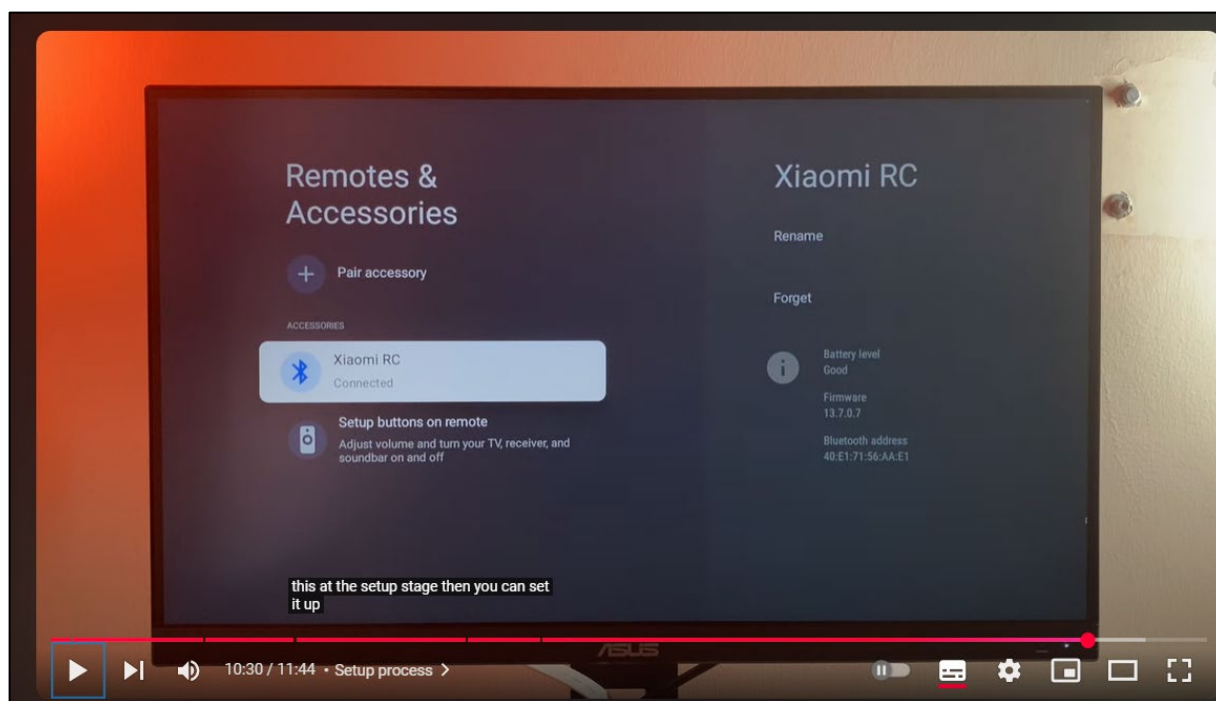 Remotes &
Accessories
Pair accessory
ACCESSORIES
Xiaomi RC
Connected
Setup buttons on remote
Adjust volume and turn your TV, receiver, and
soundbar on and off
Xiaomi RC
Rename
Forget
Battery level
Good
Firmware
13.7.0.7
Bluetooth address
40:E1:71:56:AA:E1
this at the setup stage then you can set
it up
ASUS
10:30 / 11:44 • Setup process >